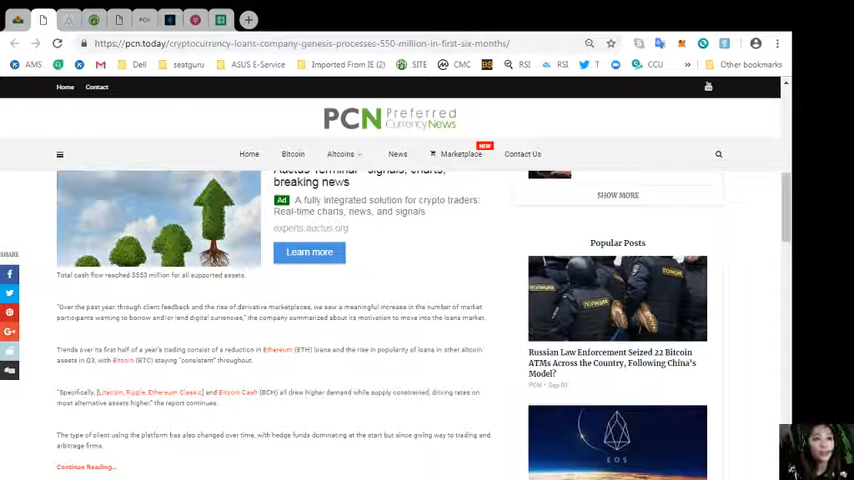 PCN
https://pcn.today/cryptocurrency-loans-company-genesis-processes-550-million-in-first-six-months/
AMS
Dell
seatguru
ASUS E-Service
Imported From IE (2)
SITE
CMC
BS
RSI
RSI
T
CCU
»
Other bookmarks
Home
Contact
PCN Preferred
Currency News
Home
Bitcoin
Altcoins
News
NEW
Marketplace
Contact Us
Auctus Terminal - signals, charts,
breaking news
Ad A fully integrated solution for crypto traders:
Real-time charts, news, and signals
experts.auctus.org
Learn more
SHARE
Total cash flow reached $553 million for all supported assets.
"Over the past year, through client feedback and the rise of derivative marketplaces, we saw a meaningful increase in the number of market
participants wanting to borrow and/or lend digital currencies," the company summarized about its motivation to move into the loans market.
Trends over its first half of a year's trading consist of a reduction in Ethereum (ETH) loans and the rise in popularity of loans in other altcoin
assets in Q3, with Bitcoin (BTC) staying "consistent" throughout.
"Specifically, [Litecoin, Ripple, Ethereum Classic] and Bitcoin Cash (BCH) all drew higher demand while supply constrained, driving rates on
most alternative assets higher," the report continues.
The type of client using the platform has also changed over time, with hedge funds dominating at the start but since giving way to trading and
arbitrage firms.
Continue Reading...
SHOW MORE
Popular Posts
ПОЛИЦИЯ
ПОЛИЦИЯ
Russian Law Enforcement Seized 22 Bitcoin
ATMs Across the Country, Following China's
Model?
PCN - Sep 02
EOS